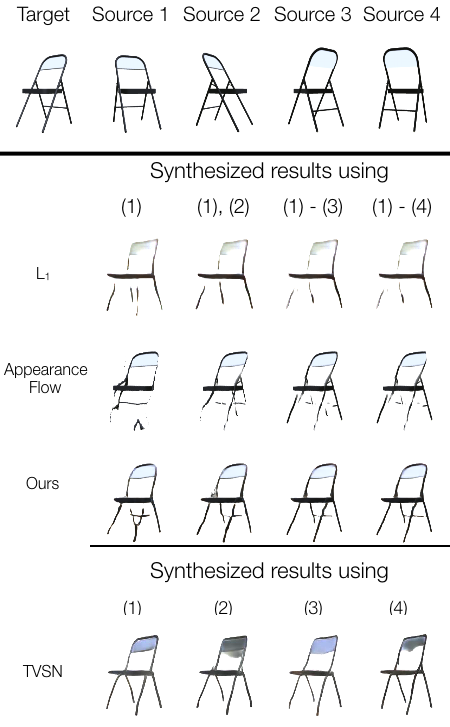 Target Source 1 Source 2 Source 3 Source 4
Synthesized results using
(1) (1), (2) (1) - (3) (1) - (4)
L₁
Appearance
Flow
Ours
Synthesized results using
(1) (2) (3) (4)
TVSN